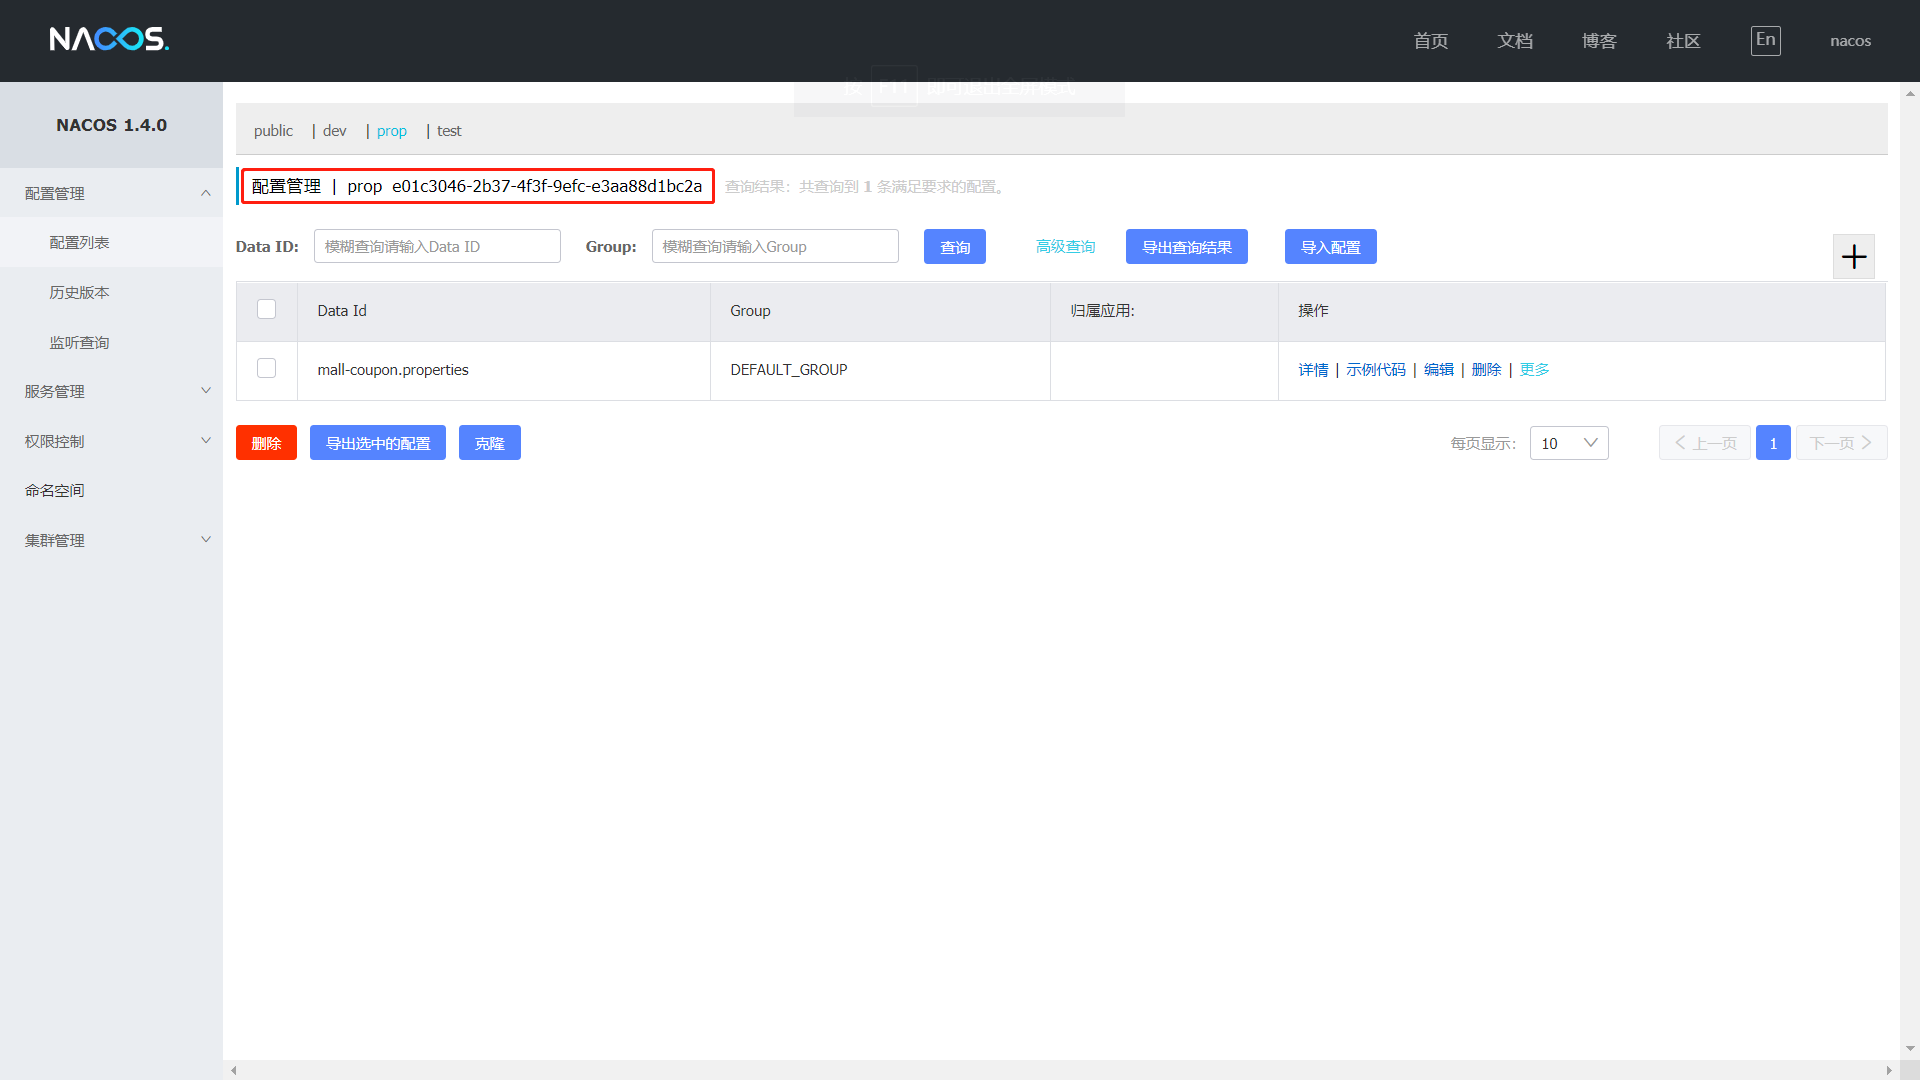 NACOS.
首页 文档 博客 社区 En nacos
按 F11 即可退出全屏模式
NACOS 1.4.0
配置管理
配置列表
历史版本
监听查询
服务管理
权限控制
命名空间
集群管理
public | dev | prop | test
配置管理 | prop e01c3046-2b37-4f3f-9efc-e3aa88d1bc2a 查询结果：共查询到 1 条满足要求的配置。
Data ID: 模糊查询请输入Data ID Group: 模糊查询请输入Group 查询 高级查询 导出查询结果 导入配置
Data Id Group 归属应用: 操作
mall-coupon.properties DEFAULT_GROUP 详情 | 示例代码 | 编辑 | 删除 | 更多
删除 导出选中的配置 克隆 每页显示： 10 上一页 1 下一页